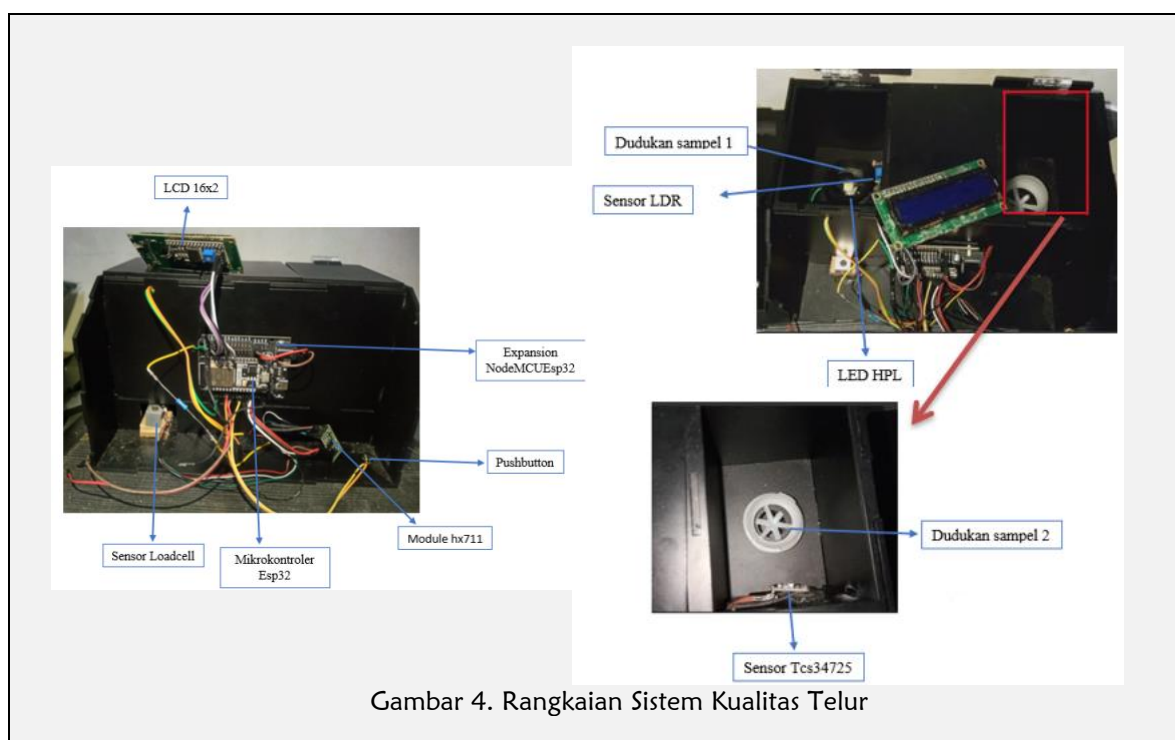 LCD 16x2
Expansion
NodeMCUEsp32
Pushbutton
Module hx711
Sensor Loadcell
Mikrokontroler
Esp32
Dudukan sampel 1
Sensor LDR
LED HPL
Dudukan sampel 2
Sensor Tcs34725
Gambar 4. Rangkaian Sistem Kualitas Telur